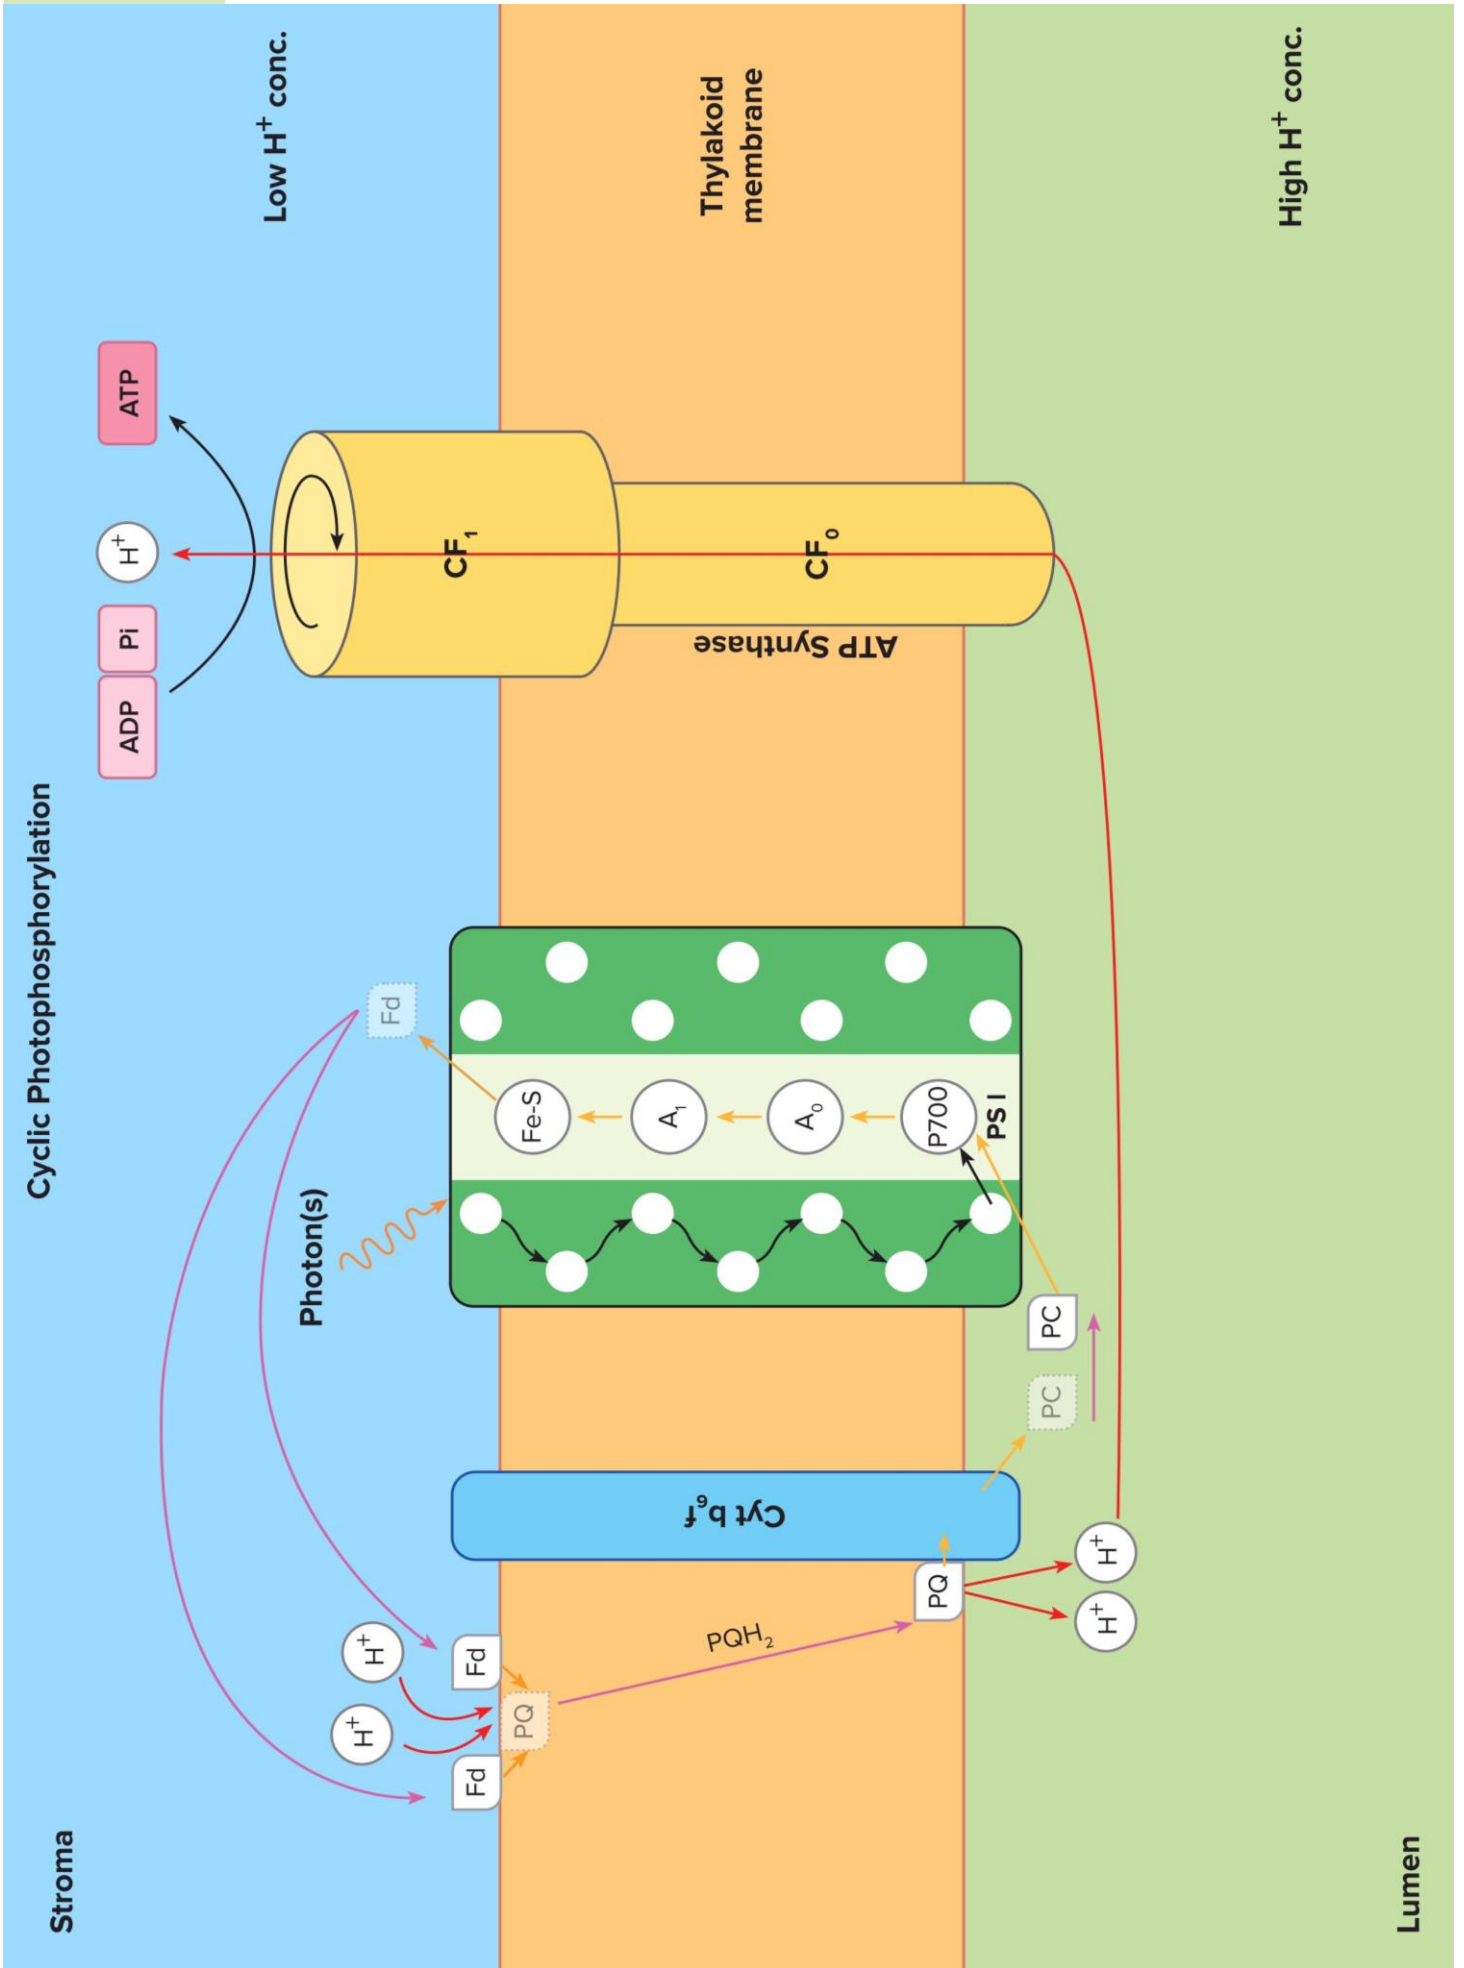 Cyclic Photophosphorylation
Stroma
Low H⁺ conc.
Photon(s)
ADP
Pi
H⁺
ATP
H⁺
H⁺
Fd
Fd
Fd
PQ
PQH₂
PQ
Cyt b₆f
Fe-S
A₁
A₀
P700
PS I
CF₁
CF₀
ATP Synthase
Thylakoid
membrane
PC
PC
H⁺
H⁺
Lumen
High H⁺ conc.